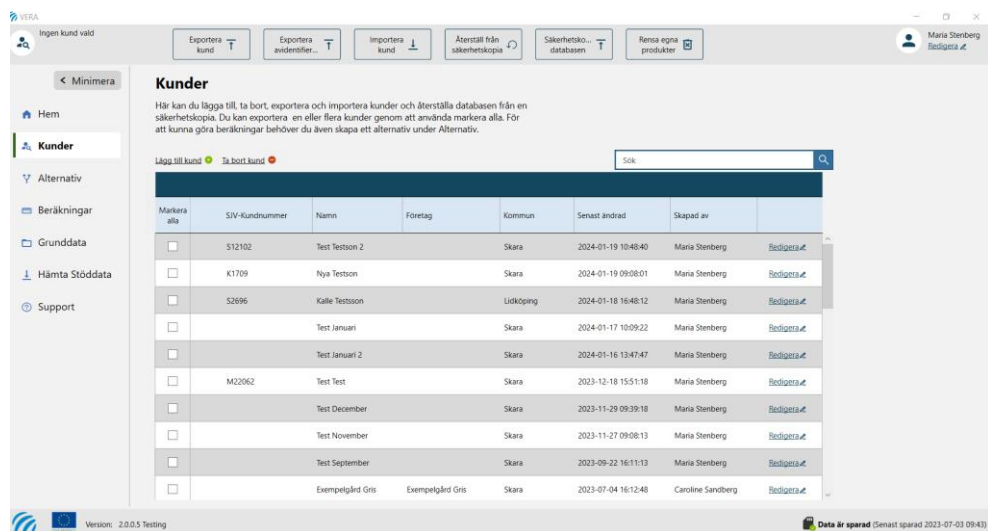 VERA
Ingen kund vald
Exportera kund
Exportera avidentifier...
Importera kund
Återställ från säkerhetskopia
Säkerhetsko... databasen
Rensa egna produkter
Maria Stenberg
Redigera
Minimera
Hem
Kunder
Alternativ
Beräkningar
Grunddata
Hämta Stöddata
Support
Kunder
Här kan du lägga till, ta bort, exportera och importera kunder och återställa databasen från en
säkerhetskopia. Du kan exportera en eller flera kunder genom att använda markera alla. För
att kunna göra beräkningar behöver du även skapa ett alternativ under Alternativ.
Lägg till kund Ta bort kund Sök
Markera alla SJV-Kundnummer Namn Företag Kommun Senast ändrad Skapad av
S12102 Test Testson 2 Skara 2024-01-19 10:48:40 Maria Stenberg Redigera
K1709 Nya Testson Skara 2024-01-19 09:08:01 Maria Stenberg Redigera
S2696 Kalle Testsson Lidköping 2024-01-18 16:48:12 Maria Stenberg Redigera
Test Januari Skara 2024-01-17 10:09:22 Maria Stenberg Redigera
Test Januari 2 Skara 2024-01-16 13:47:47 Maria Stenberg Redigera
M22062 Test Test Skara 2023-12-18 15:51:18 Maria Stenberg Redigera
Test December Skara 2023-11-29 09:39:18 Maria Stenberg Redigera
Test November Skara 2023-11-27 09:08:13 Maria Stenberg Redigera
Test September Skara 2023-09-22 16:11:13 Maria Stenberg Redigera
Exempelgård Gris Exempelgård Gris Skara 2023-07-04 16:12:48 Caroline Sandberg Redigera
Version: 2.0.0.5 Testing
Data är sparad (Senast sparad 2023-07-03 09:43)